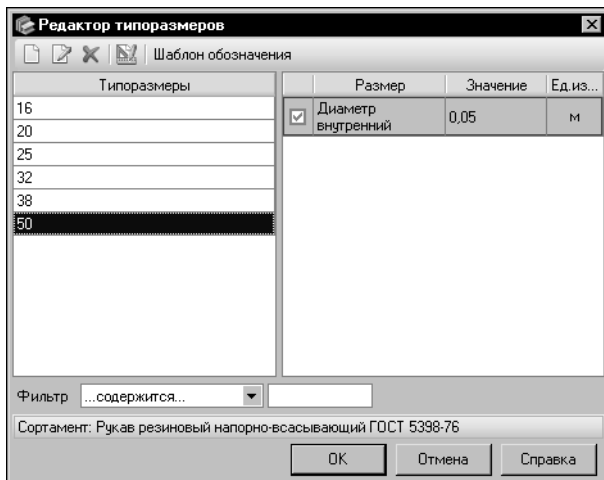 Редактор типоразмеров
Шаблон обозначения
Типоразмеры
16
20
25
32
38
50
Размер Значение Ед.из...
Диаметр внутренний 0,05 м
Фильтр ...содержится...
Сортамент: Рукав резиновый напорно-всасывающий ГОСТ 5398-76
OK Отмена Справка